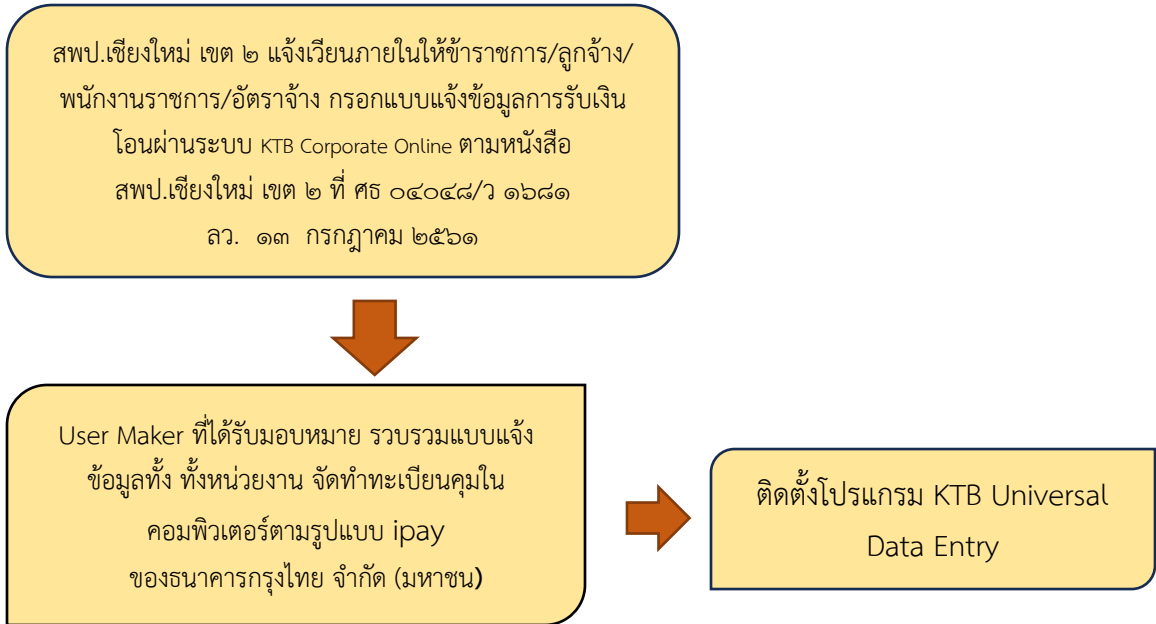 สพป.เชียงใหม่ เขต ๒ แจ้งเวียนภายในให้ข้าราชการ/ลูกจ้าง/
พนักงานราชการ/อัตราจ้าง กรอกแบบแจ้งข้อมูลการรับเงิน
โอนผ่านระบบ KTB Corporate Online ตามหนังสือ
สพป.เชียงใหม่ เขต ๒ ที่ ศธ ๐๔๐๔๘/ว ๑๖๘๑
ลว. ๑๓ กรกฎาคม ๒๕๖๑
User Maker ที่ได้รับมอบหมาย รวบรวมแบบแจ้ง
ข้อมูลทั้ง ทั้งหน่วยงาน จัดทำทะเบียนคุมใน
คอมพิวเตอร์ตามรูปแบบ ipay
ของธนาคารกรุงไทย จำกัด (มหาชน)
ติดตั้งโปรแกรม KTB Universal
Data Entry